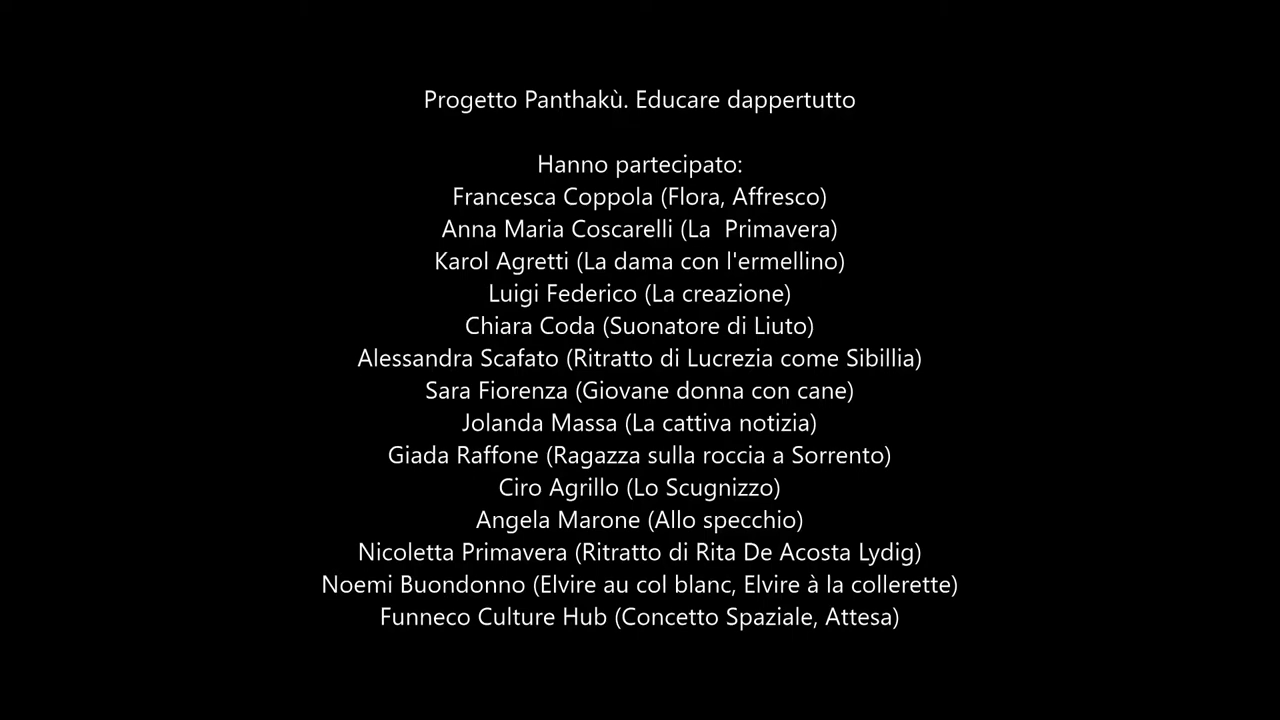 Progetto Panthakù. Educare dappertutto
Hanno partecipato:
Francesca Coppola (Flora, Affresco)
Anna Maria Coscarelli (La  Primavera)
Karol Agretti (La dama con l'ermellino)
Luigi Federico (La creazione)
Chiara Coda (Suonatore di Liuto)
Alessandra Scafato (Ritratto di Lucrezia come Sibillia)
Sara Fiorenza (Giovane donna con cane)
Jolanda Massa (La cattiva notizia)
Giada Raffone (Ragazza sulla roccia a Sorrento)
Ciro Agrillo (Lo Scugnizzo)
Angela Marone (Allo specchio)
Nicoletta Primavera (Ritratto di Rita De Acosta Lydig)
Noemi Buondonno (Elvire au col blanc, Elvire à la collerette)
Funneco Culture Hub (Concetto Spaziale, Attesa)